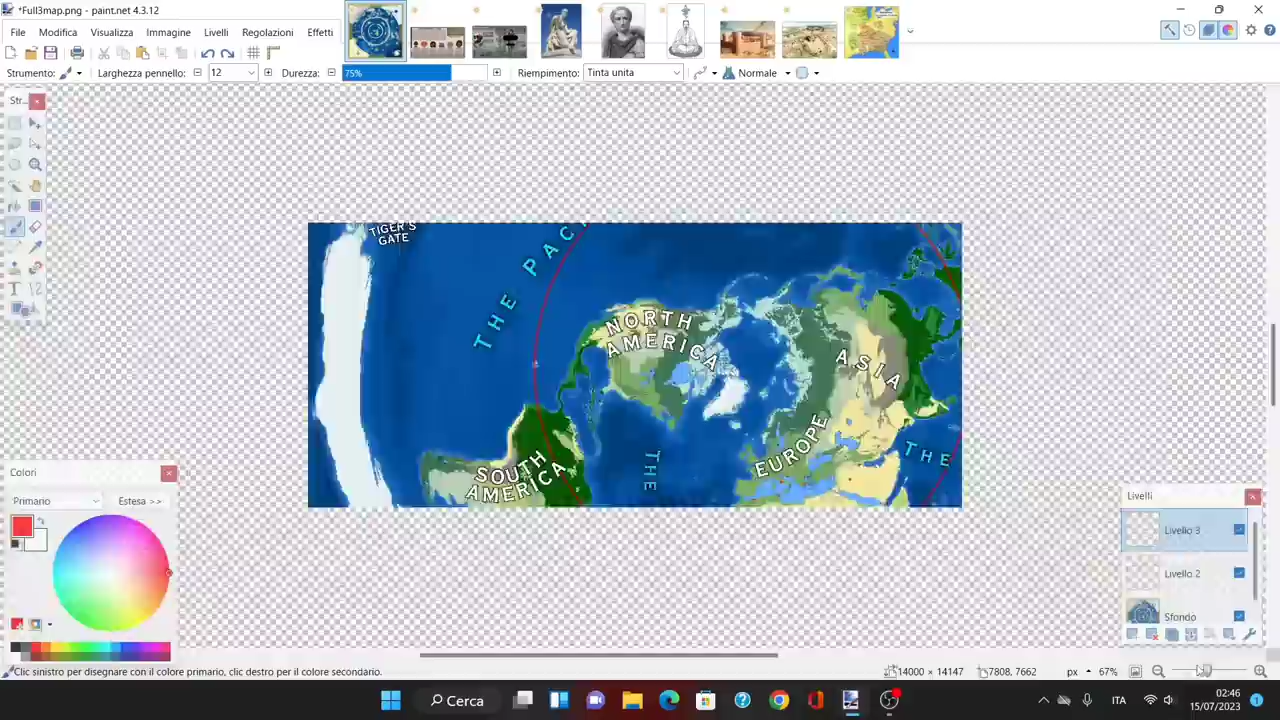 *Full3map.png - paint.net 4.3.12
File Modifica Visualizza Immagine Livelli Regolazioni Effetti
Strumento: Larghezza pennello: 12 Durezza: 75% Riempimento: Tinta unita Normale
Str...
TIGER'S
GATE
THE PACI
NORTH
AMERICA
ASIA
EUROPE
SOUTH
AMERICA
THE
THE
Colori
Primario Estesa >>
Livelli
Livello 3
Livello 2
Sfondo
Clic sinistro per disegnare con il colore primario, clic destro per il colore secondario. 14000 × 14147 7808, 7662 px 67%
Cerca ITA 02:46
15/07/2023